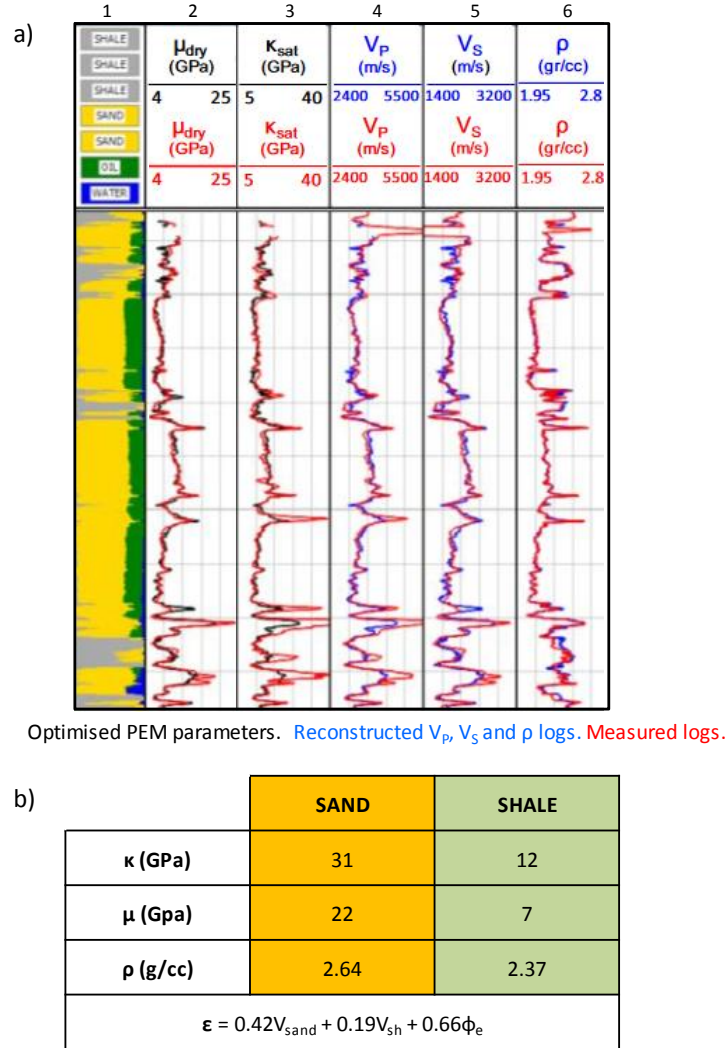 1 2 3 4 5 6
a)
SHALE
SHALE
SHALE
SAND
SAND
OIL
WATER
μdry κsat VP VS ρ
(GPa) (GPa) (m/s) (m/s) (gr/cc)
4 25 5 40 2400 5500 1400 3200 1.95 2.8
μdry κsat VP VS ρ
(GPa) (GPa) (m/s) (m/s) (gr/cc)
4 25 5 40 2400 5500 1400 3200 1.95 2.8
Optimised PEM parameters. Reconstructed VP, VS and ρ logs. Measured logs.
b)
SAND SHALE
κ (GPa) 31 12
μ (Gpa) 22 7
ρ (g/cc) 2.64 2.37
ε = 0.42Vsand + 0.19Vsh + 0.66ϕe